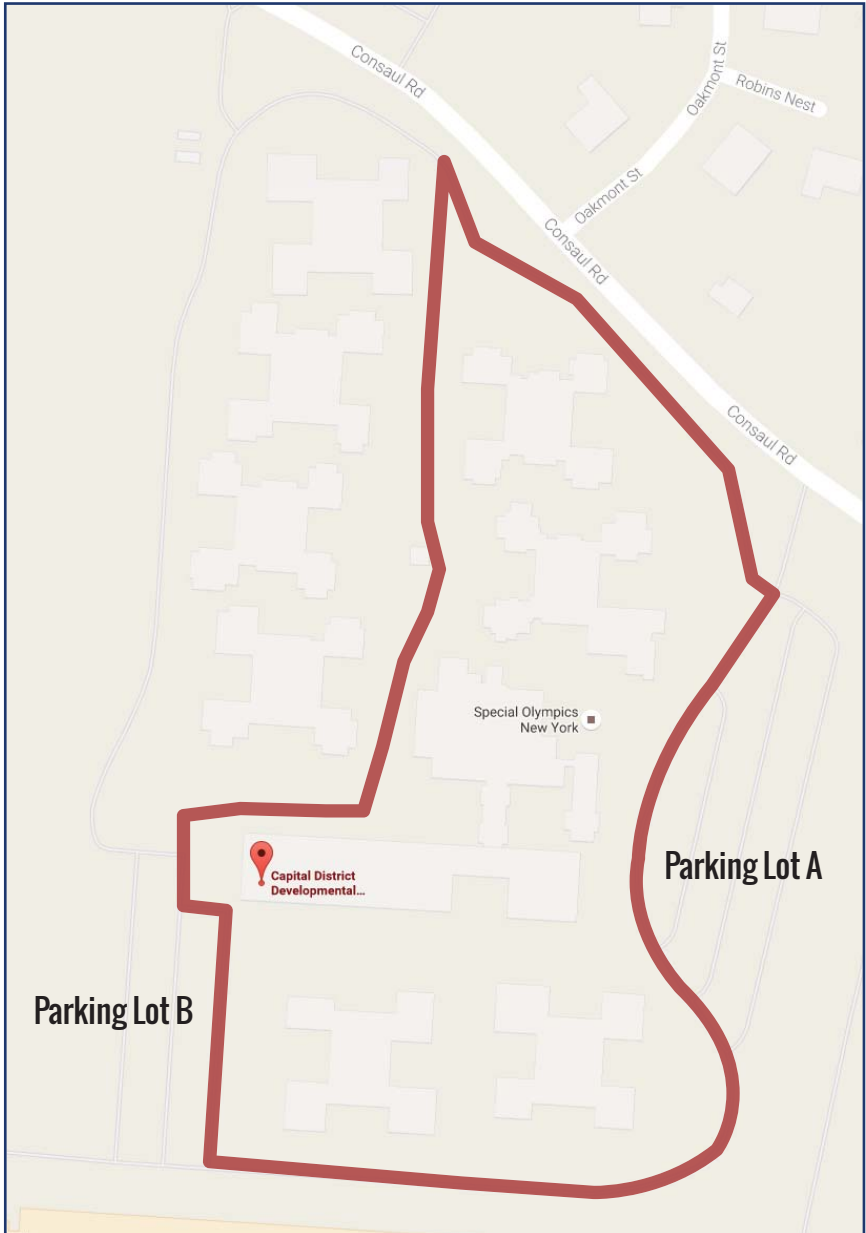 Consaul Rd
Oakmont St
Robins Nest
Oakmont St
Consaul Rd
Consaul Rd
Special Olympics
New York
Parking Lot A
Capital District
Developmental...
Parking Lot B